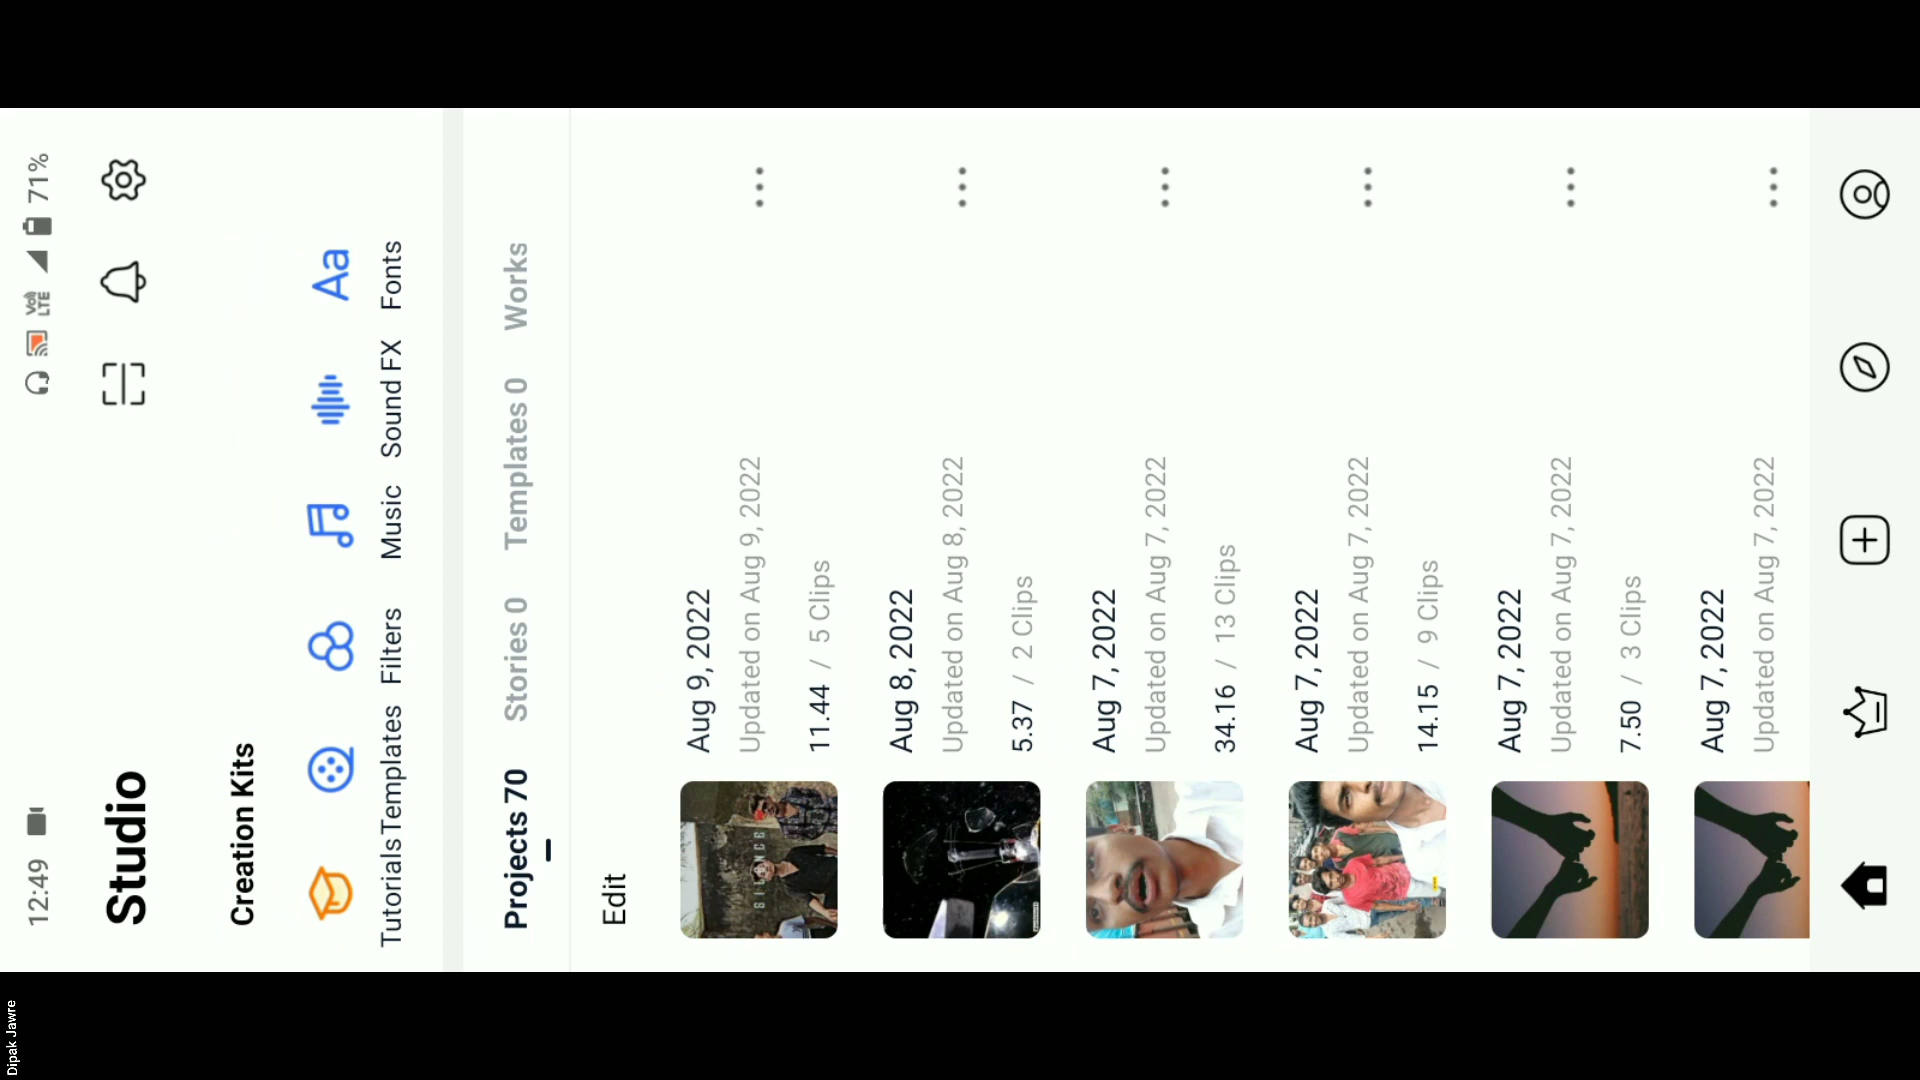 12:49
Vo))
LTE
71%
Studio
Creation Kits
Tutorials
Templates
Filters
Music
Sound FX
Fonts
Projects 70
Stories 0
Templates 0
Works
Edit
SILENCE
Aug 9, 2022
Updated on Aug 9, 2022
11.44 / 5 Clips
Aug 8, 2022
Updated on Aug 8, 2022
5.37 / 2 Clips
Aug 7, 2022
Updated on Aug 7, 2022
34.16 / 13 Clips
Aug 7, 2022
Updated on Aug 7, 2022
14.15 / 9 Clips
Aug 7, 2022
Updated on Aug 7, 2022
7.50 / 3 Clips
Aug 7, 2022
Updated on Aug 7, 2022
Dipak Jawre